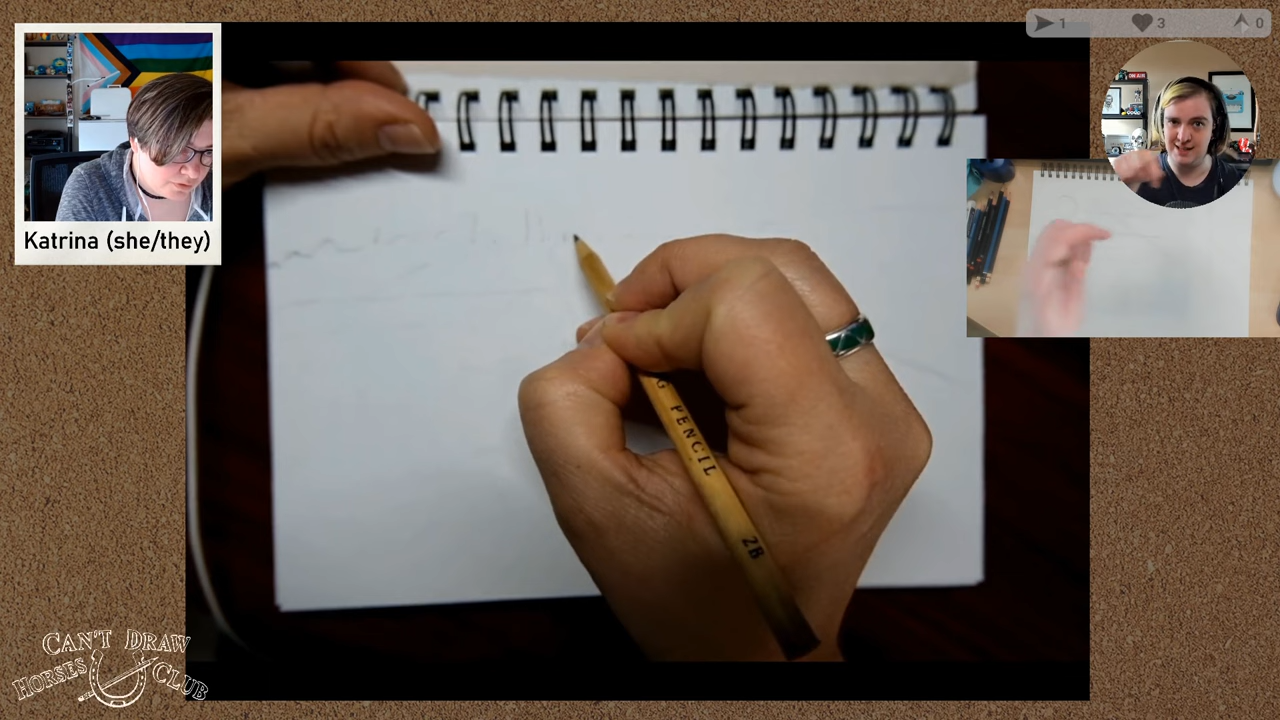 1 3 0
Katrina (she/they)
G PENCIL
2B
CAN'T DRAW
HORSES CLUB